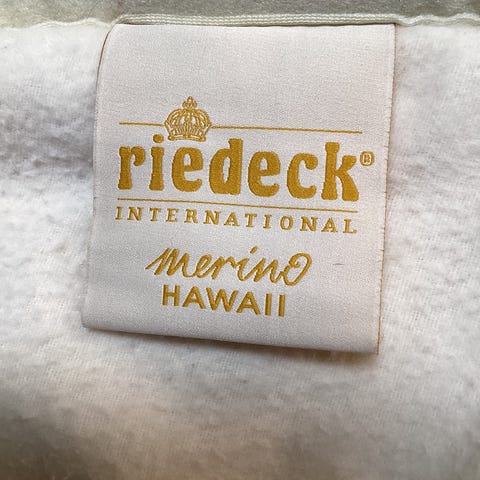 riedeck®
INTERNATIONAL
merino
HAWAII